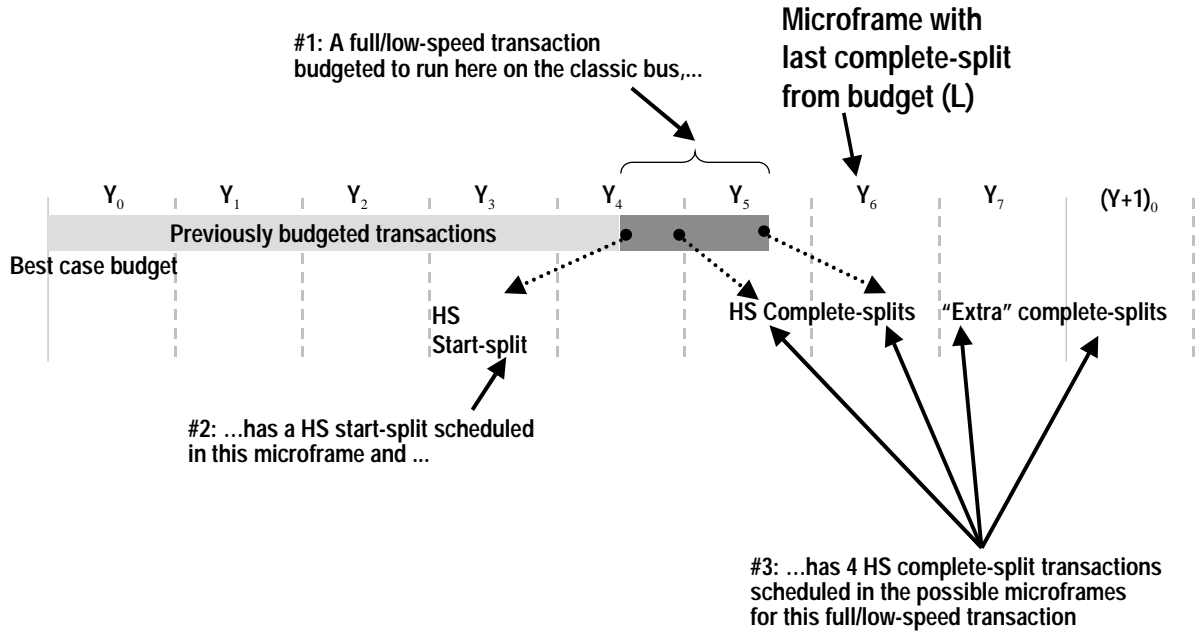 Microframe with
last complete-split
from budget (L)
#1: A full/low-speed transaction
budgeted to run here on the classic bus,...
Y0 Y1 Y2 Y3 Y4 Y5 Y6 Y7 (Y+1)0
Previously budgeted transactions
Best case budget
HS
Start-split
HS Complete-splits
“Extra” complete-splits
#2: ...has a HS start-split scheduled
in this microframe and ...
#3: ...has 4 HS complete-split transactions
scheduled in the possible microframes
for this full/low-speed transaction